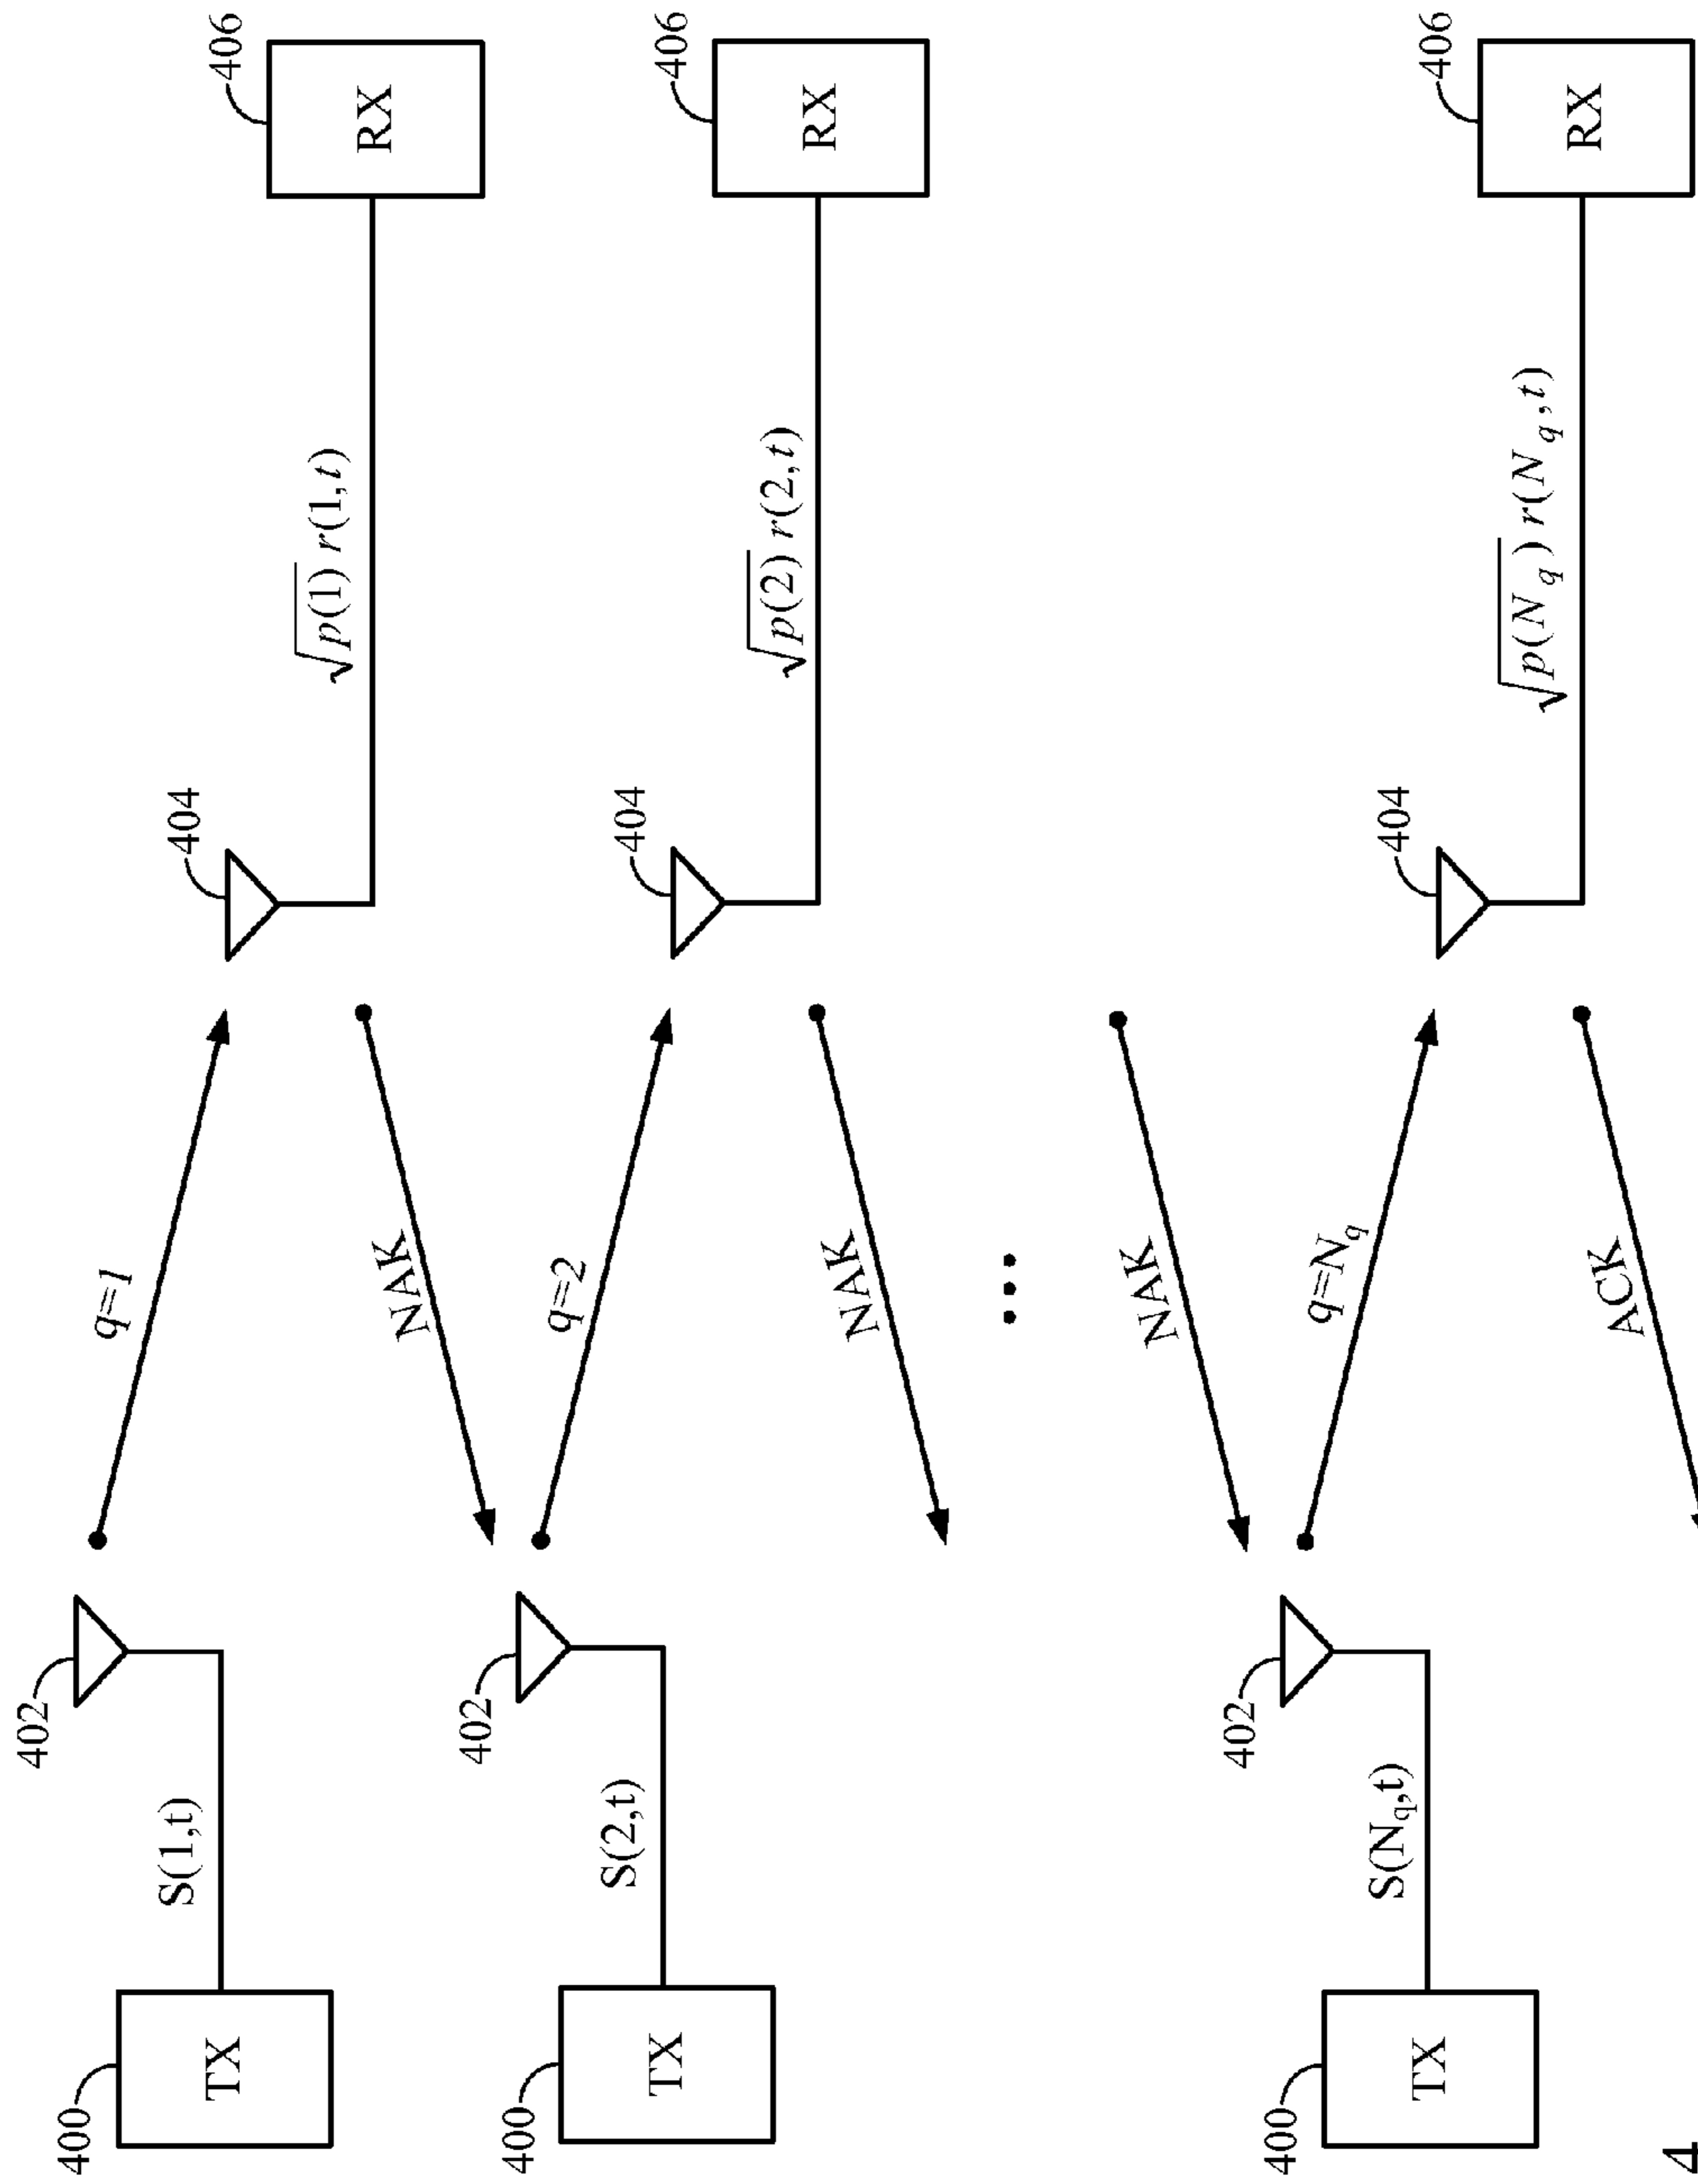 400
TX
S(1,t)
402
q=1
404
√p(1) r(1,t)
406
RX
NAK
400
TX
S(2,t)
402
q=2
404
√p(2) r(2,t)
406
RX
NAK
...
NAK
400
TX
S(N_q,t)
402
q=N_q
404
√p(N_q) r(N_q,t)
406
RX
ACK
4